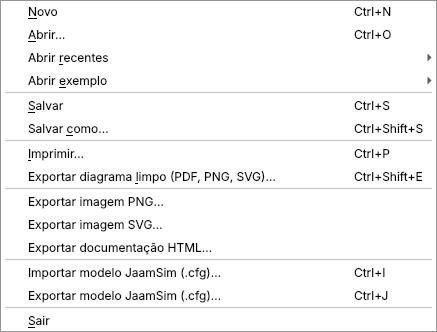 Novo Ctrl+N
Abrir... Ctrl+O
Abrir recentes
Abrir exemplo
Salvar Ctrl+S
Salvar como... Ctrl+Shift+S
Imprimir... Ctrl+P
Exportar diagrama limpo (PDF, PNG, SVG)... Ctrl+Shift+E
Exportar imagem PNG...
Exportar imagem SVG...
Exportar documentação HTML...
Importar modelo JaamSim (.cfg)... Ctrl+I
Exportar modelo JaamSim (.cfg)... Ctrl+J
Sair